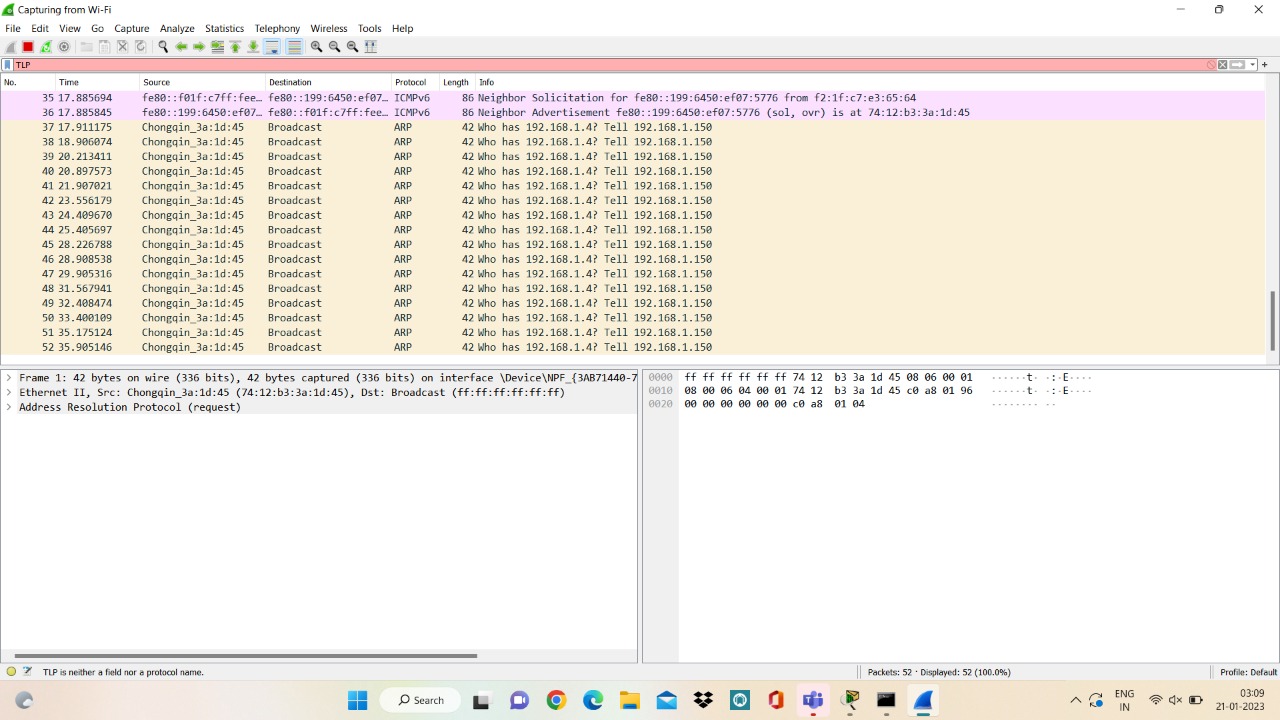 Capturing from Wi-Fi
File Edit View Go Capture Analyze Statistics Telephony Wireless Tools Help
TLP
No. Time Source Destination Protocol Length Info
35 17.885694 fe80::f01f:c7ff:fee… fe80::199:6450:ef07… ICMPv6 86 Neighbor Solicitation for fe80::199:6450:ef07:5776 from f2:1f:c7:e3:65:64
36 17.885845 fe80::199:6450:ef07… fe80::f01f:c7ff:fee… ICMPv6 86 Neighbor Advertisement fe80::199:6450:ef07:5776 (sol, ovr) is at 74:12:b3:3a:1d:45
37 17.911175 Chongqin_3a:1d:45 Broadcast ARP 42 Who has 192.168.1.4? Tell 192.168.1.150
38 18.906074 Chongqin_3a:1d:45 Broadcast ARP 42 Who has 192.168.1.4? Tell 192.168.1.150
39 20.213411 Chongqin_3a:1d:45 Broadcast ARP 42 Who has 192.168.1.4? Tell 192.168.1.150
40 20.897573 Chongqin_3a:1d:45 Broadcast ARP 42 Who has 192.168.1.4? Tell 192.168.1.150
41 21.907021 Chongqin_3a:1d:45 Broadcast ARP 42 Who has 192.168.1.4? Tell 192.168.1.150
42 23.556179 Chongqin_3a:1d:45 Broadcast ARP 42 Who has 192.168.1.4? Tell 192.168.1.150
43 24.409670 Chongqin_3a:1d:45 Broadcast ARP 42 Who has 192.168.1.4? Tell 192.168.1.150
44 25.405697 Chongqin_3a:1d:45 Broadcast ARP 42 Who has 192.168.1.4? Tell 192.168.1.150
45 28.226788 Chongqin_3a:1d:45 Broadcast ARP 42 Who has 192.168.1.4? Tell 192.168.1.150
46 28.908538 Chongqin_3a:1d:45 Broadcast ARP 42 Who has 192.168.1.4? Tell 192.168.1.150
47 29.905316 Chongqin_3a:1d:45 Broadcast ARP 42 Who has 192.168.1.4? Tell 192.168.1.150
48 31.567941 Chongqin_3a:1d:45 Broadcast ARP 42 Who has 192.168.1.4? Tell 192.168.1.150
49 32.408474 Chongqin_3a:1d:45 Broadcast ARP 42 Who has 192.168.1.4? Tell 192.168.1.150
50 33.400109 Chongqin_3a:1d:45 Broadcast ARP 42 Who has 192.168.1.4? Tell 192.168.1.150
51 35.175124 Chongqin_3a:1d:45 Broadcast ARP 42 Who has 192.168.1.4? Tell 192.168.1.150
52 35.905146 Chongqin_3a:1d:45 Broadcast ARP 42 Who has 192.168.1.4? Tell 192.168.1.150
Frame 1: 42 bytes on wire (336 bits), 42 bytes captured (336 bits) on interface \Device\NPF_{3AB71440-7
Ethernet II, Src: Chongqin_3a:1d:45 (74:12:b3:3a:1d:45), Dst: Broadcast (ff:ff:ff:ff:ff:ff)
Address Resolution Protocol (request)
0000 ff ff ff ff ff ff 74 12 b3 3a 1d 45 08 06 00 01 ······t· ·:·E····
0010 08 00 06 04 00 01 74 12 b3 3a 1d 45 c0 a8 01 96 ······t· ·:·E····
0020 00 00 00 00 00 00 c0 a8 01 04 ········ ··
TLP is neither a field nor a protocol name.
Packets: 52 · Displayed: 52 (100.0%)
Profile: Default
Search
ENG
IN
03:09
21-01-2023